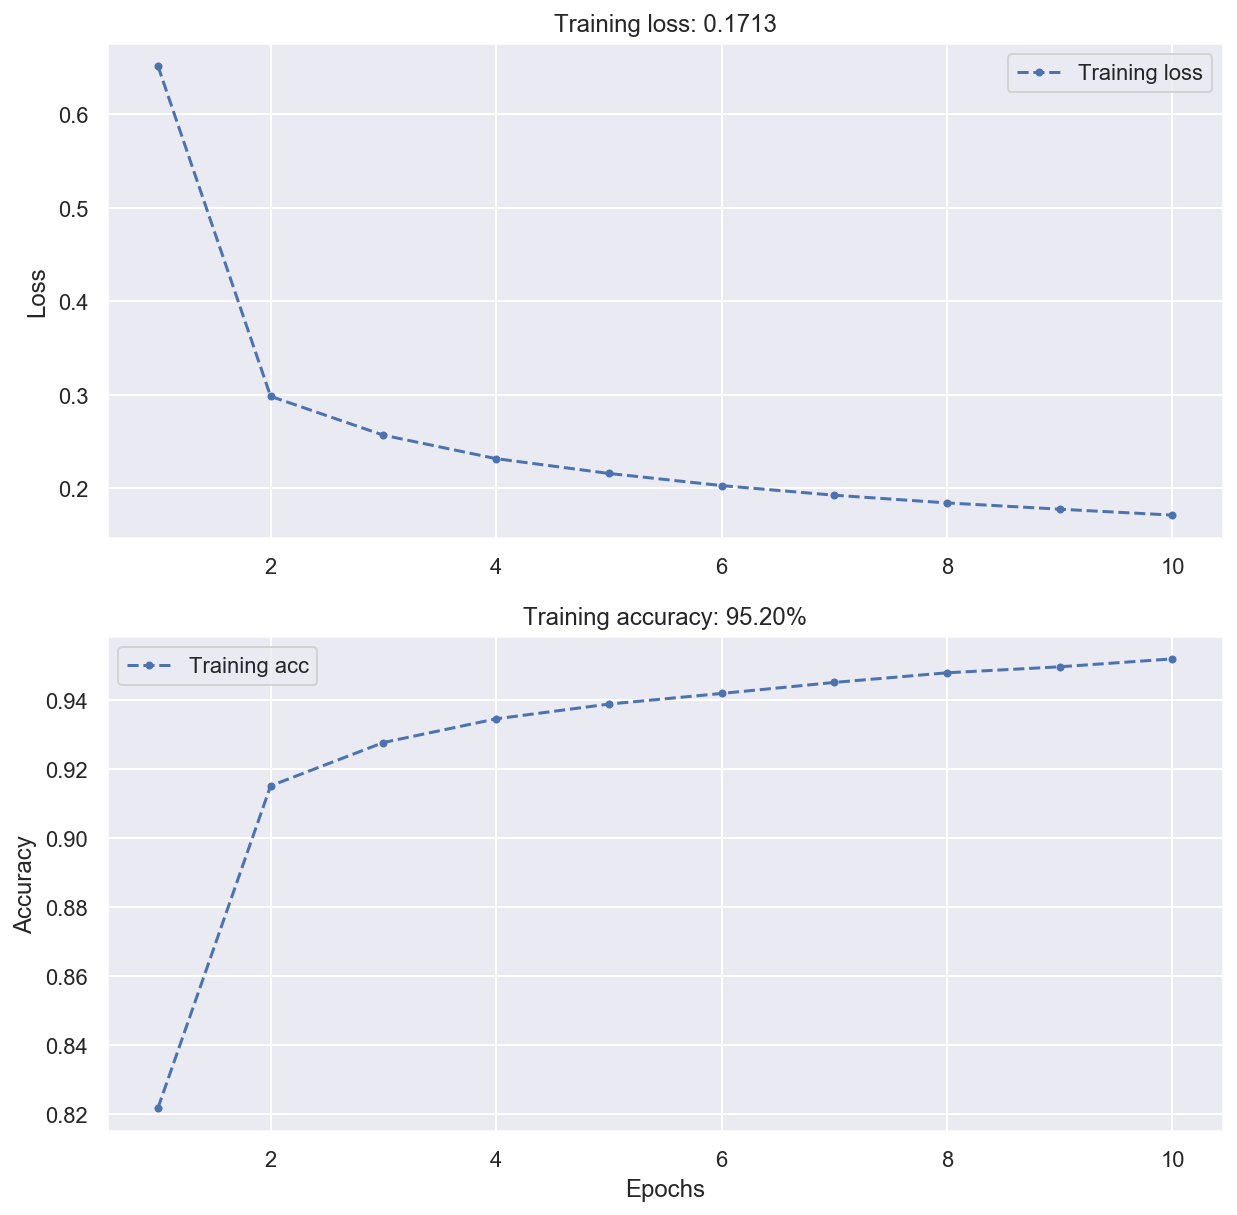 Training loss: 0.1713
Training loss
0.6
0.5
0.4
0.3
0.2
Loss
2 4 6 8 10
Training accuracy: 95.20%
Training acc
0.94
0.92
0.90
0.88
0.86
0.84
0.82
Accuracy
2 4 6 8 10
Epochs